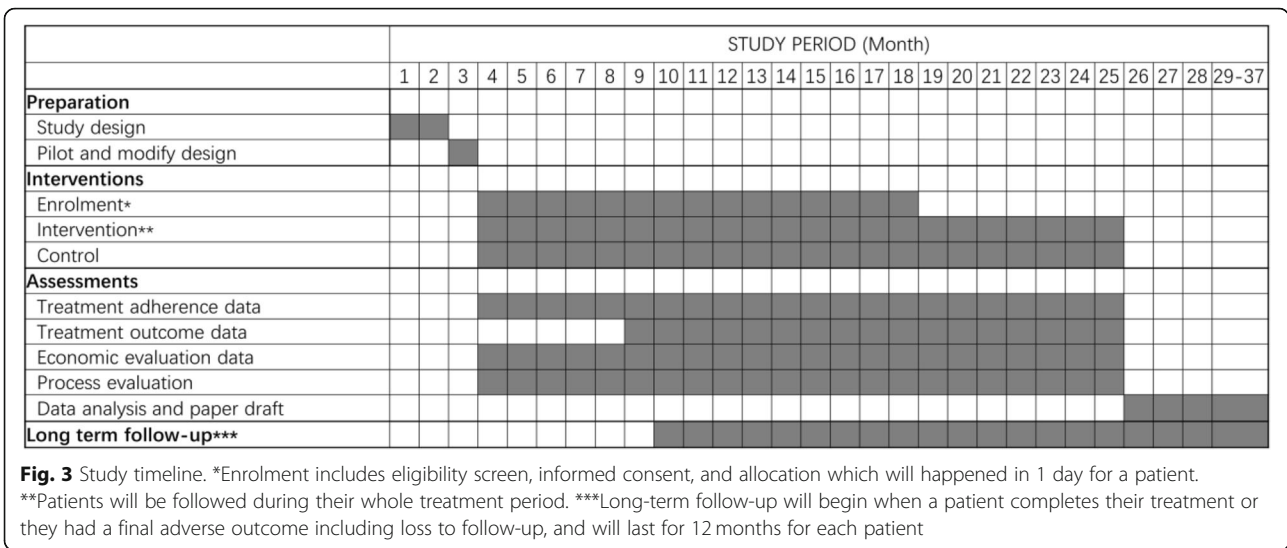 STUDY PERIOD (Month)
1 2 3 4 5 6 7 8 9 10 11 12 13 14 15 16 17 18 19 20 21 22 23 24 25 26 27 28 29-37
Preparation
Study design
Pilot and modify design
Interventions
Enrolment*
Intervention**
Control
Assessments
Treatment adherence data
Treatment outcome data
Economic evaluation data
Process evaluation
Data analysis and paper draft
Long term follow-up***
Fig. 3 Study timeline. *Enrolment includes eligibility screen, informed consent, and allocation which will happened in 1 day for a patient.
**Patients will be followed during their whole treatment period. ***Long-term follow-up will begin when a patient completes their treatment or
they had a final adverse outcome including loss to follow-up, and will last for 12 months for each patient